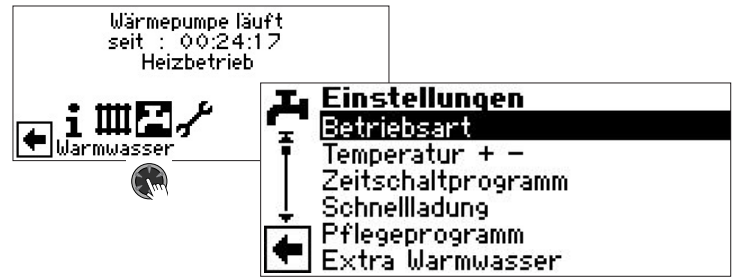 Wärmepumpe läuft
seit : 00:24:17
Heizbetrieb
Warmwasser
Einstellungen
Betriebsart
Temperatur + −
Zeitschaltprogramm
Schnellladung
Pflegeprogramm
Extra Warmwasser